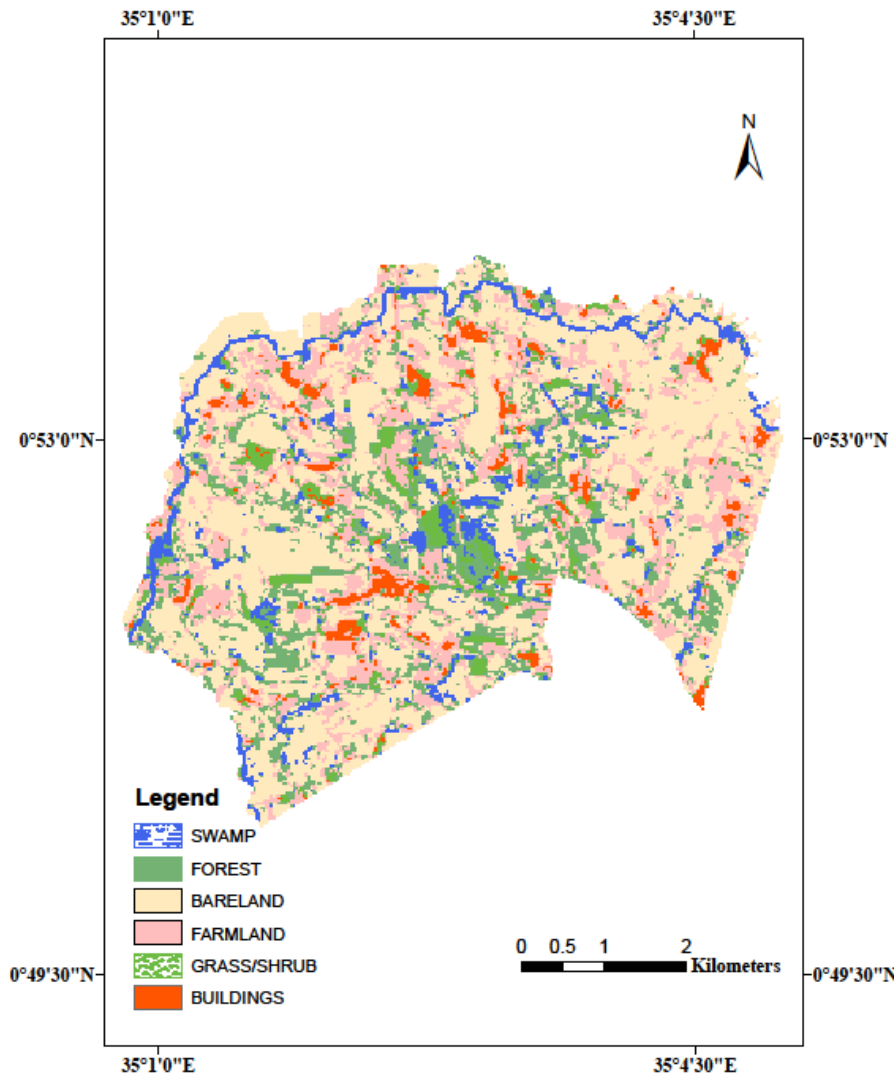 35°1'0"E 35°4'30"E
N
0°53'0"N 0°53'0"N
Legend
SWAMP
FOREST
BARELAND
FARMLAND
GRASS/SHRUB
BUILDINGS
0 0.5 1 2
Kilometers
0°49'30"N 0°49'30"N
35°1'0"E 35°4'30"E